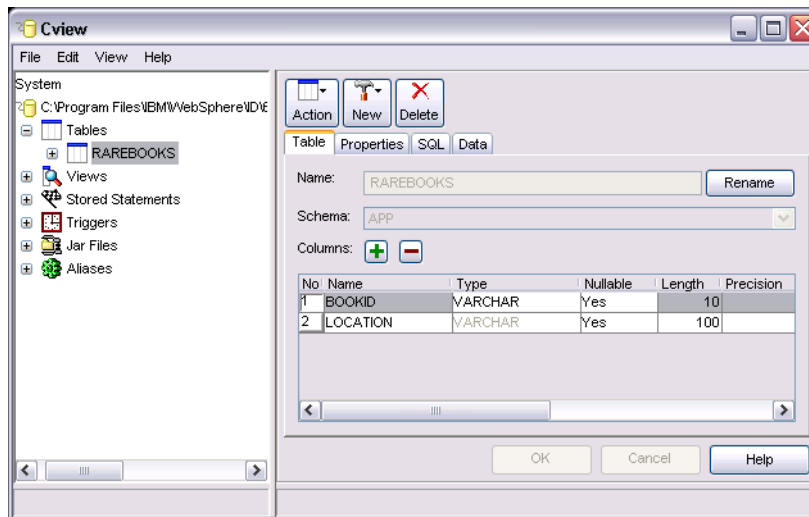 Cview
File Edit View Help
System
C:\Program Files\IBM\WebSphere\ID\6
Tables
RAREBOOKS
Views
Stored Statements
Triggers
Jar Files
Aliases
Action New Delete
Table Properties SQL Data
Name: RAREBOOKS Rename
Schema: APP
Columns:
No Name Type Nullable Length Precision
1 BOOKID VARCHAR Yes 10
2 LOCATION VARCHAR Yes 100
OK Cancel Help